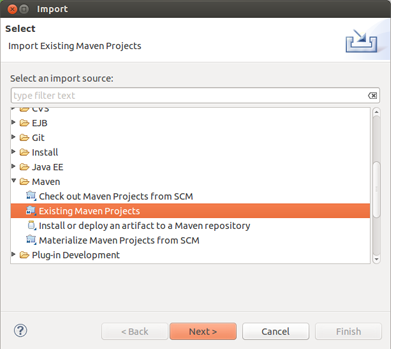 Import
Select
Import Existing Maven Projects
Select an import source:
type filter text
CVS
EJB
Git
Install
Java EE
Maven
Check out Maven Projects from SCM
Existing Maven Projects
Install or deploy an artifact to a Maven repository
Materialize Maven Projects from SCM
Plug-in Development
?
< Back
Next >
Cancel
Finish